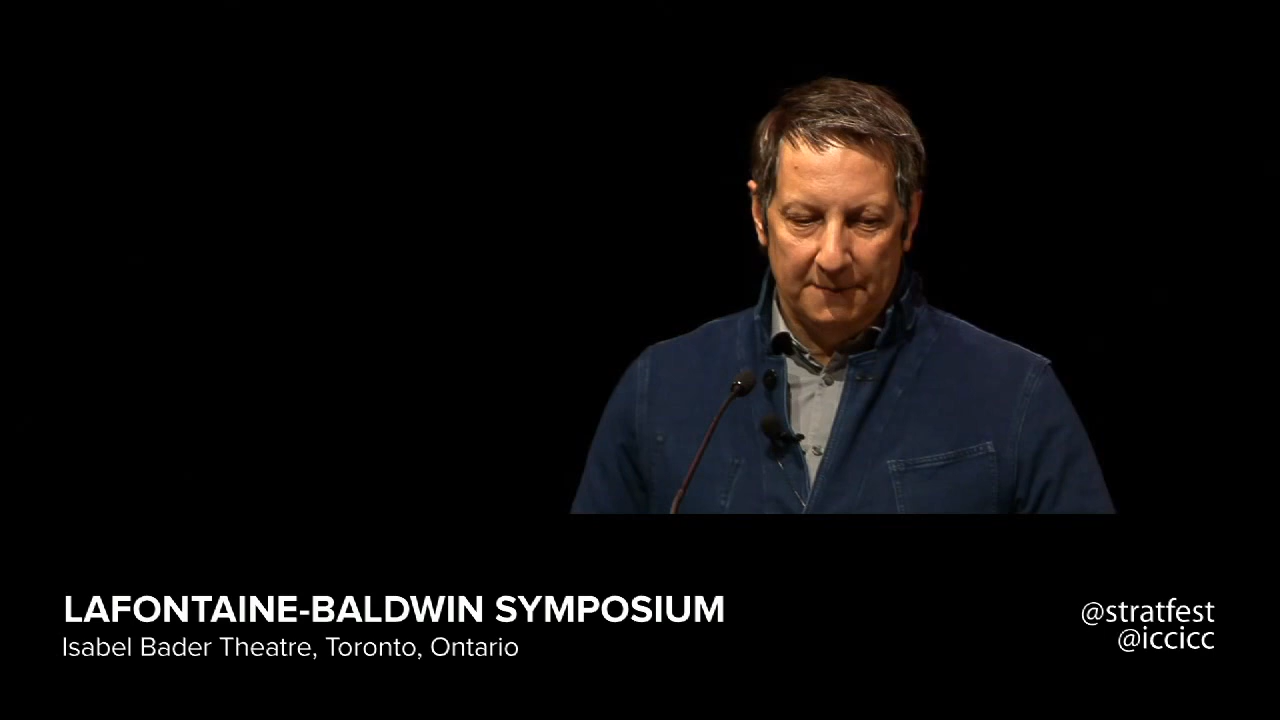 LAFONTAINE-BALDWIN SYMPOSIUM
Isabel Bader Theatre, Toronto, Ontario
@stratfest
@iccicc